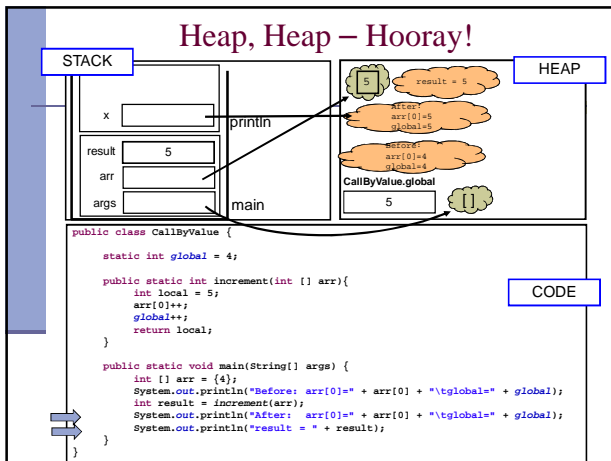 Heap, Heap – Hooray!
STACK
HEAP
5
result = 5
After:
arr[0]=5
global=5
x
println
result
5
Before:
arr[0]=4
global=4
arr
CallByValue.global
args
main
5
[]
public class CallByValue {
static int global = 4;
public static int increment(int [] arr){
CODE
int local = 5;
arr[0]++;
global++;
return local;
}
public static void main(String[] args) {
int [] arr = {4};
System.out.println("Before: arr[0]=" + arr[0] + "\tglobal=" + global);
int result = increment(arr);
System.out.println("After:  arr[0]=" + arr[0] + "\tglobal=" + global);
System.out.println("result = " + result);
}
}